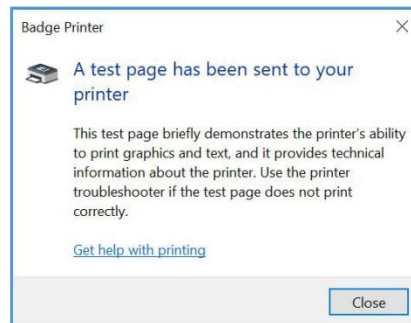 Badge Printer
A test page has been sent to your
printer
This test page briefly demonstrates the printer's ability
to print graphics and text, and it provides technical
information about the printer. Use the printer
troubleshooter if the test page does not print
correctly.
Get help with printing
Close